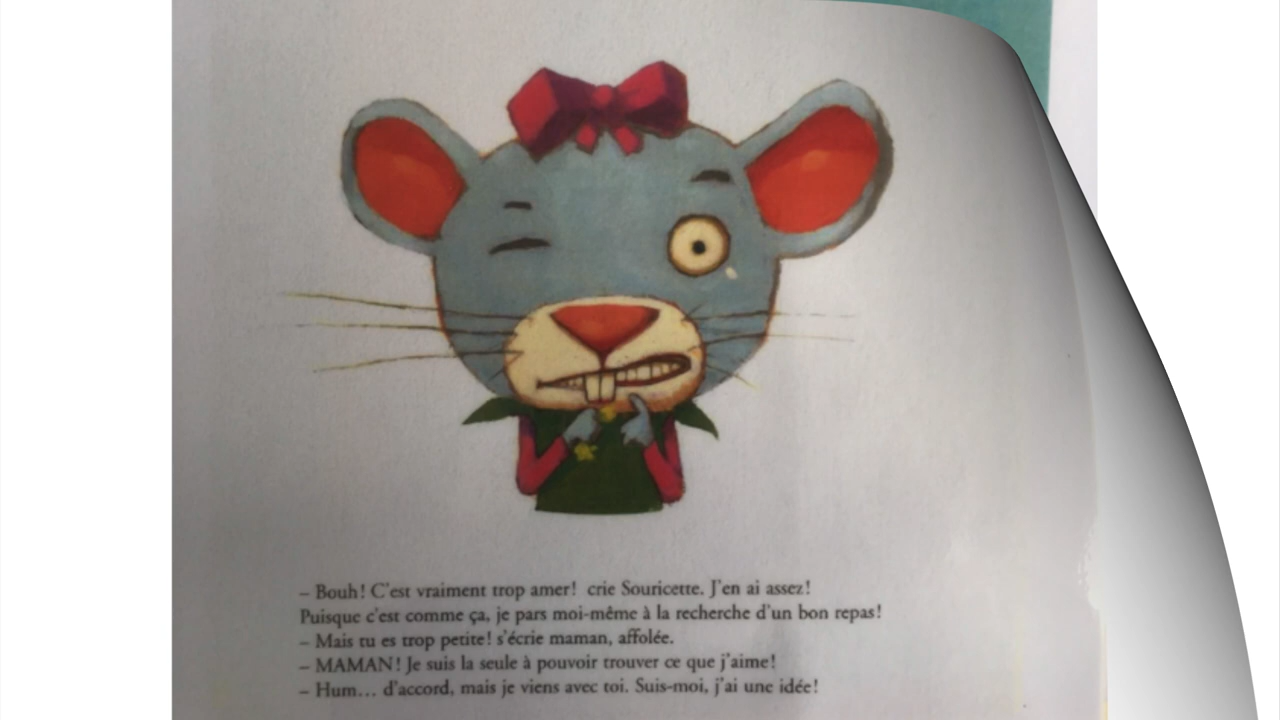 – Bouh! C'est vraiment trop amer! crie Souricette. J'en ai assez!
Puisque c'est comme ça, je pars moi-même à la recherche d'un bon repas!
– Mais tu es trop petite! s'écrie maman, affolée.
– MAMAN! Je suis la seule à pouvoir trouver ce que j'aime!
– Hum... d'accord, mais je viens avec toi. Suis-moi, j'ai une idée!